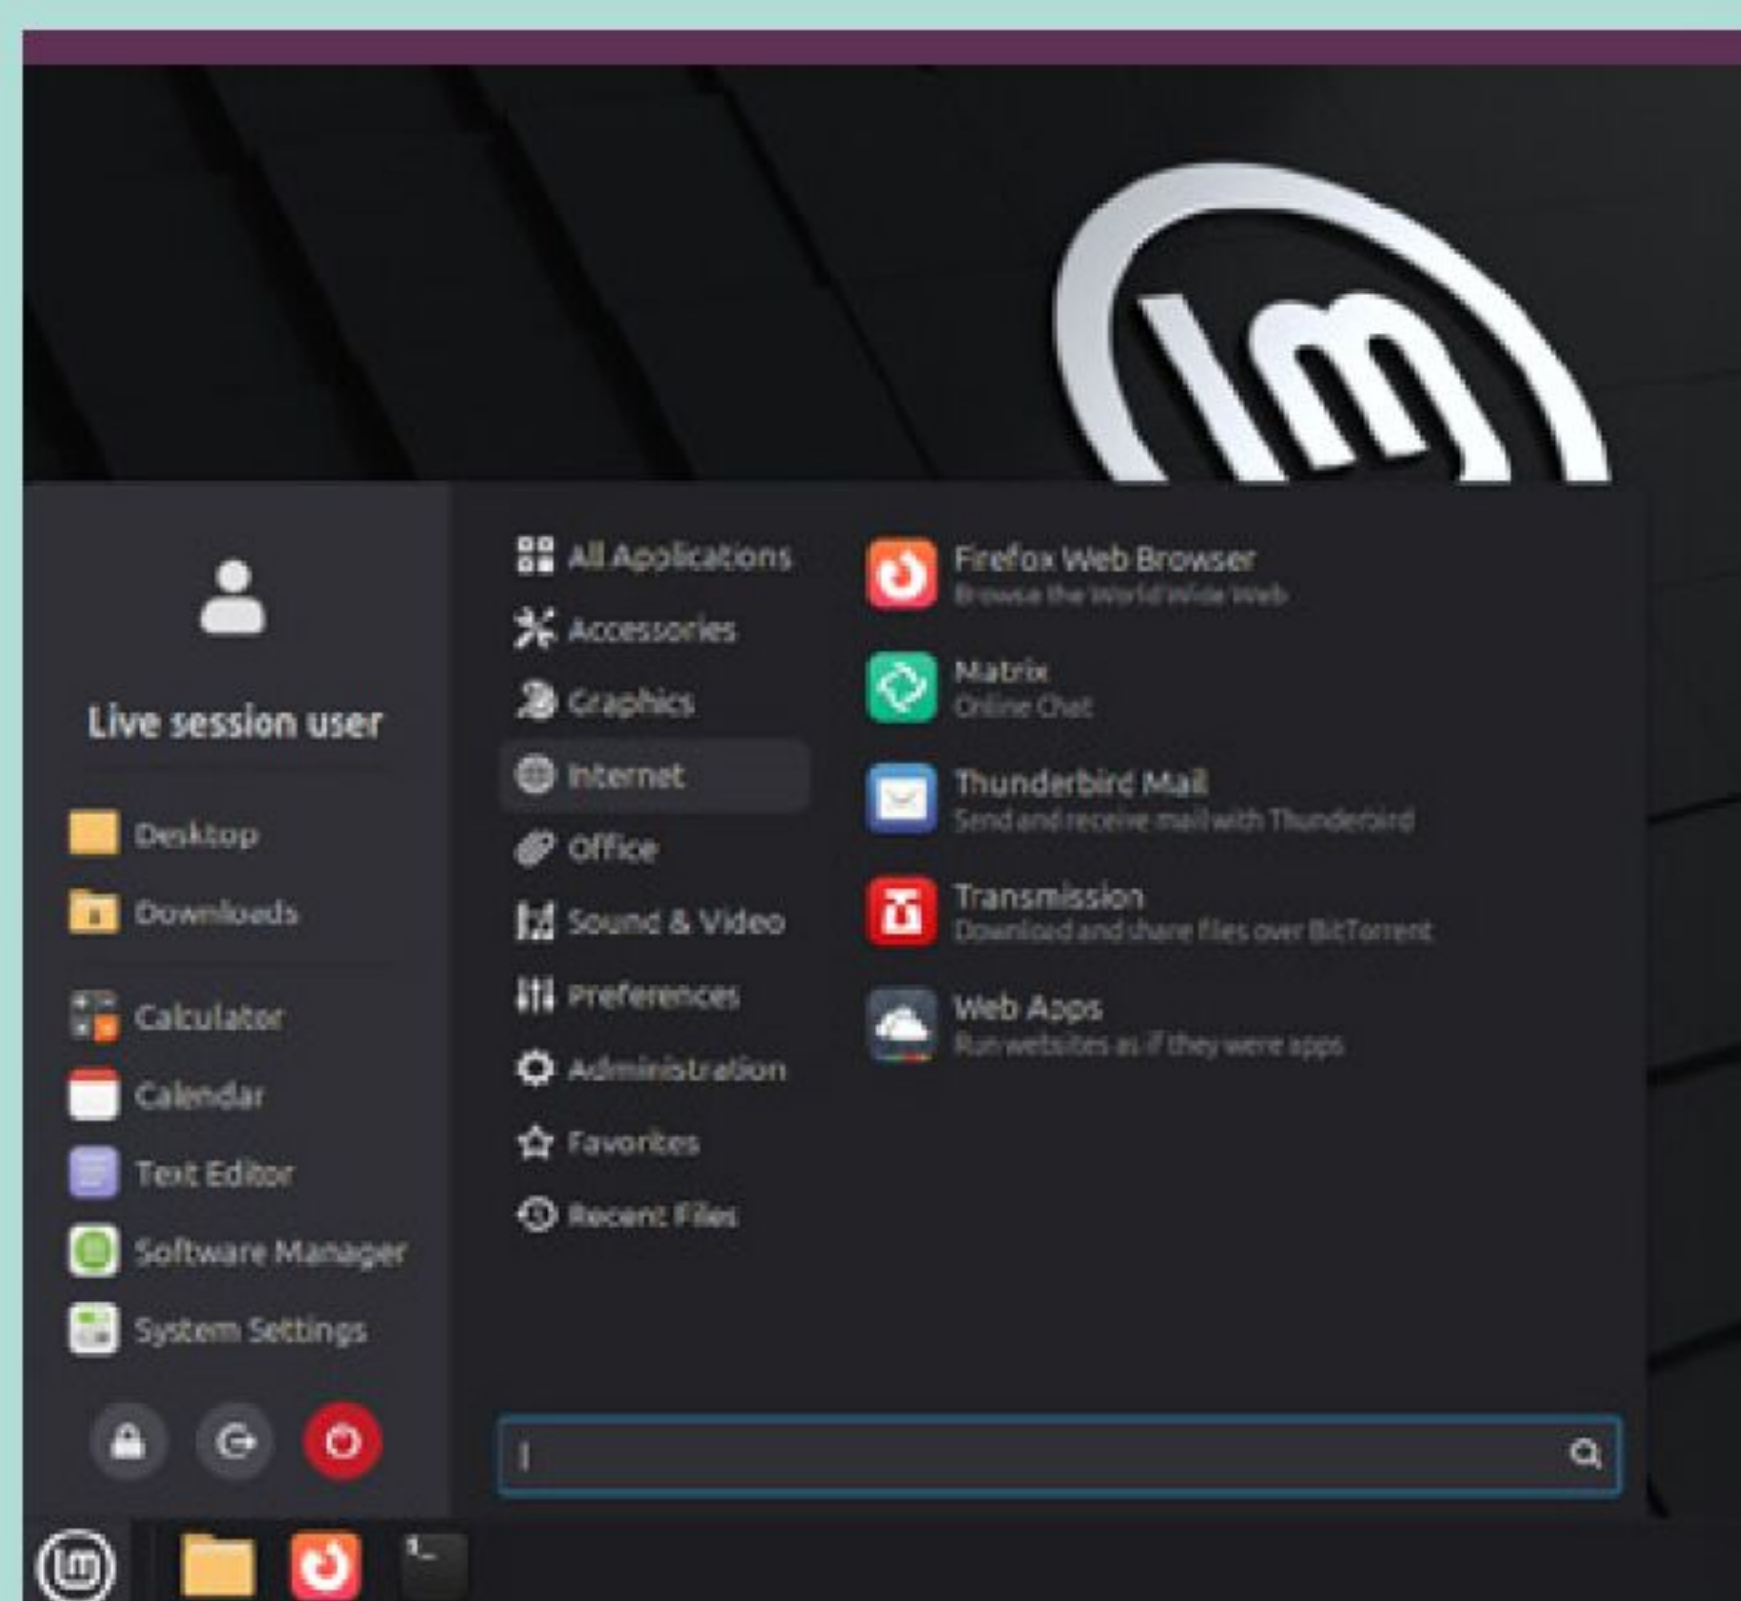 lm
Live session user
Desktop
Downloads
Calculator
Calendar
Text Editor
Software Manager
System Settings
All Applications
Accessories
Graphics
Internet
Office
Sound & Video
Preferences
Administration
Favorites
Recent Files
Firefox Web Browser
Browse the World Wide Web
Matrix
Online Chat
Thunderbird Mail
Send and receive mail with Thunderbird
Transmission
Download and share files over BitTorrent
Web Apps
Run websites as if they were apps
lm
$_